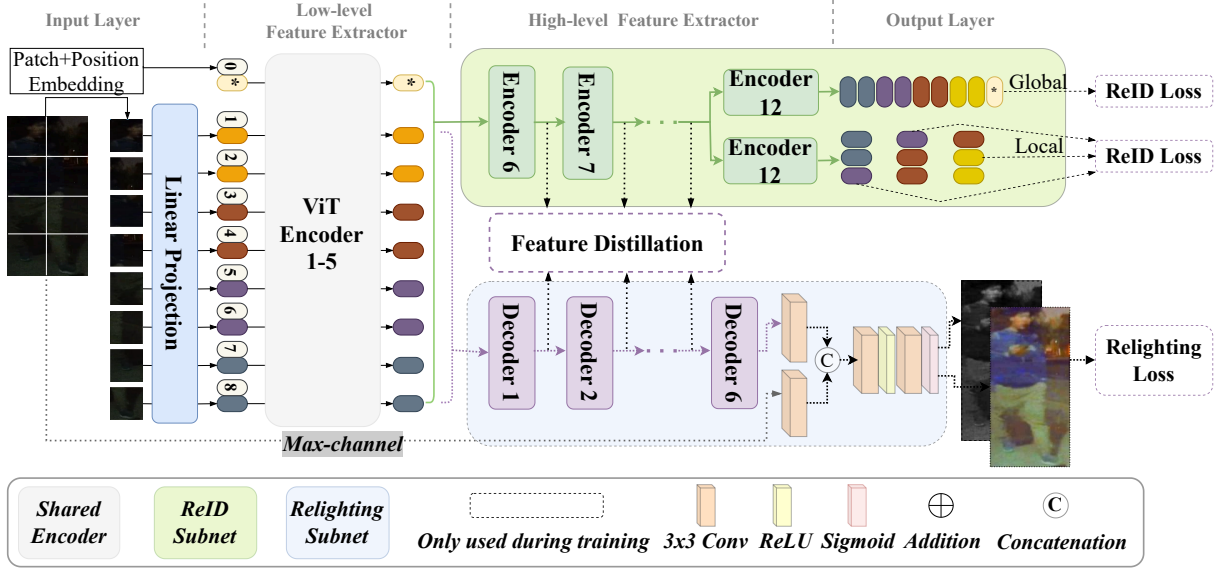 Input Layer
Low-level
Feature Extractor
High-level Feature Extractor
Output Layer
Patch+Position
Embedding
0
*
1
2
3
4
5
6
7
8
Linear Projection
ViT
Encoder
1-5
*
Encoder 6
Encoder 7
Encoder
12
Encoder
12
*
Global
Local
ReID Loss
ReID Loss
Feature Distillation
Decoder 1
Decoder 2
Decoder 6
C
Relighting
Loss
Max-channel
Shared
Encoder
ReID
Subnet
Relighting
Subnet
Only used during training
3x3 Conv
ReLU
Sigmoid
Addition
C
Concatenation